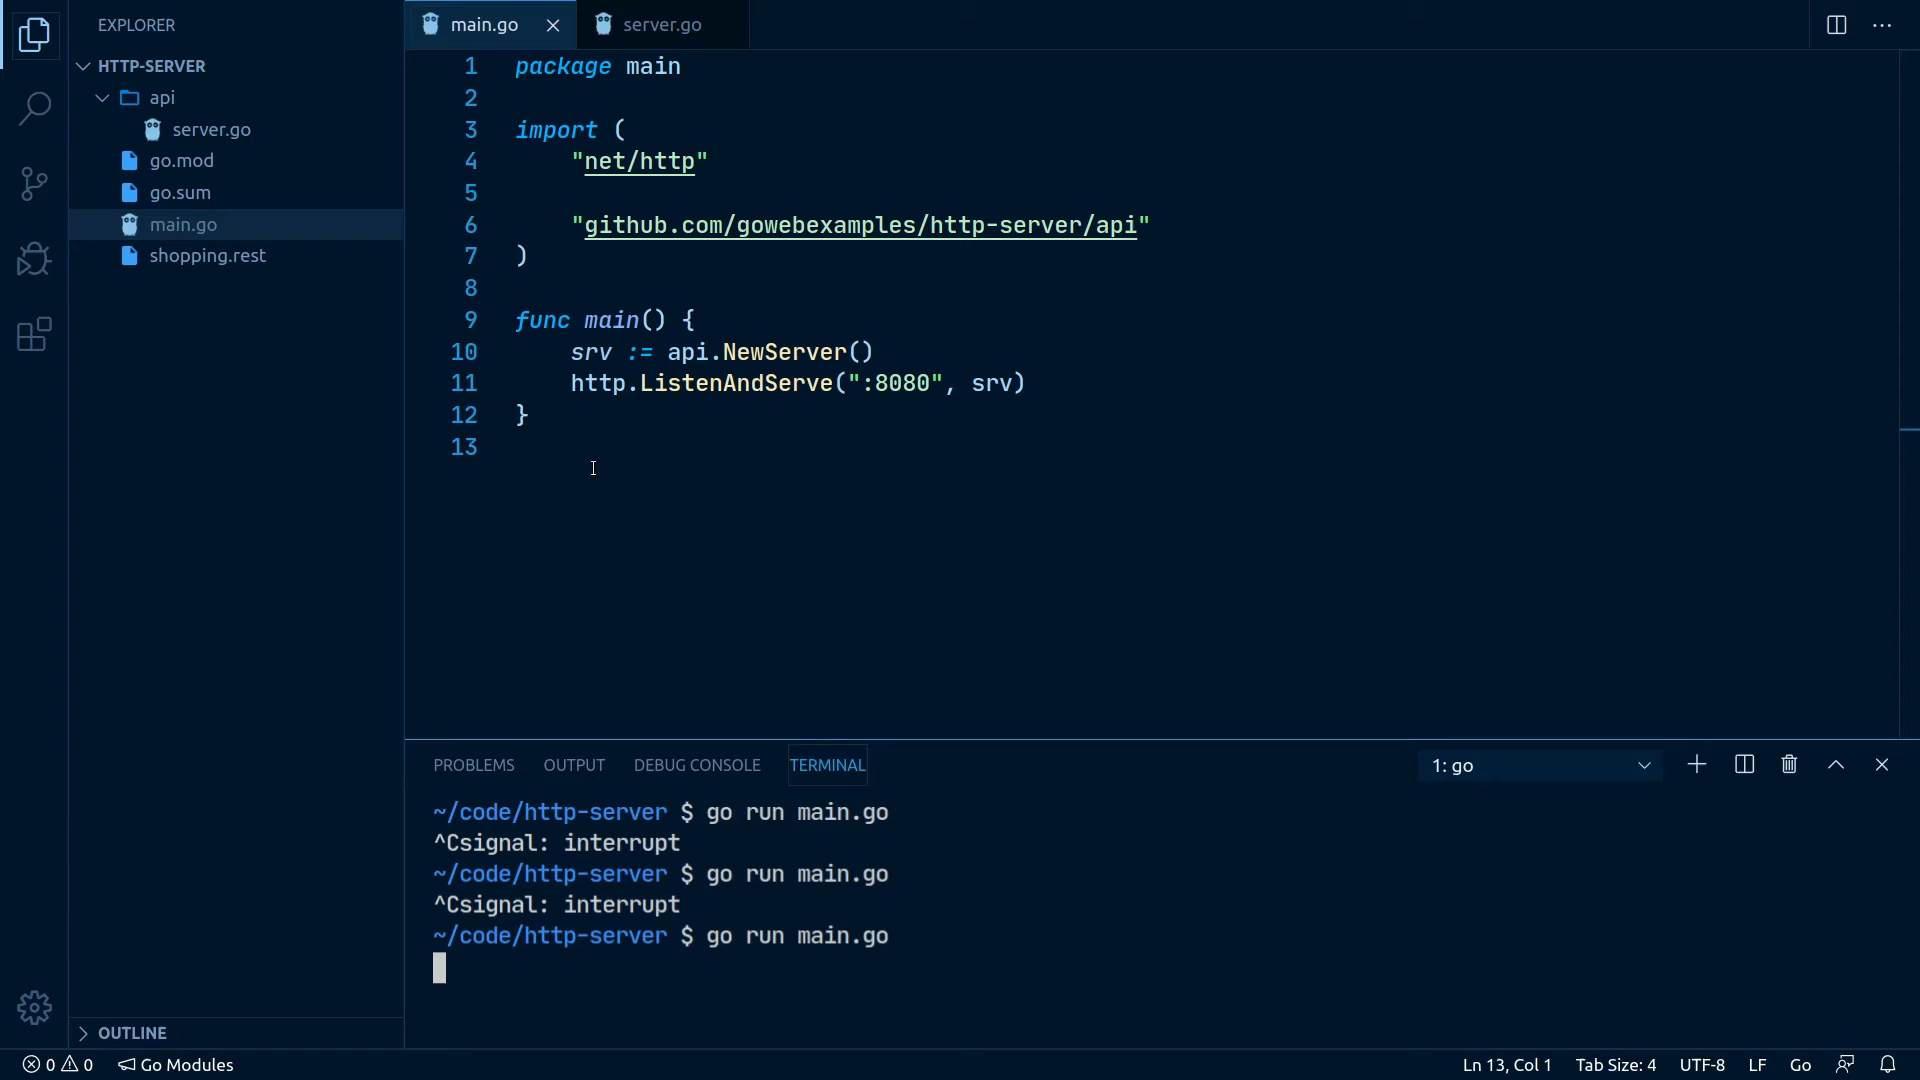 EXPLORER
HTTP-SERVER
api
server.go
go.mod
go.sum
main.go
shopping.rest
OUTLINE
main.go
server.go
1 package main
2
3 import (
4 "net/http"
5
6 "github.com/gowebexamples/http-server/api"
7 )
8
9 func main() {
10 srv := api.NewServer()
11 http.ListenAndServe(":8080", srv)
12 }
13
PROBLEMS OUTPUT DEBUG CONSOLE TERMINAL 1: go
~/code/http-server $ go run main.go
^Csignal: interrupt
~/code/http-server $ go run main.go
^Csignal: interrupt
~/code/http-server $ go run main.go
0 0 Go Modules Ln 13, Col 1 Tab Size: 4 UTF-8 LF Go